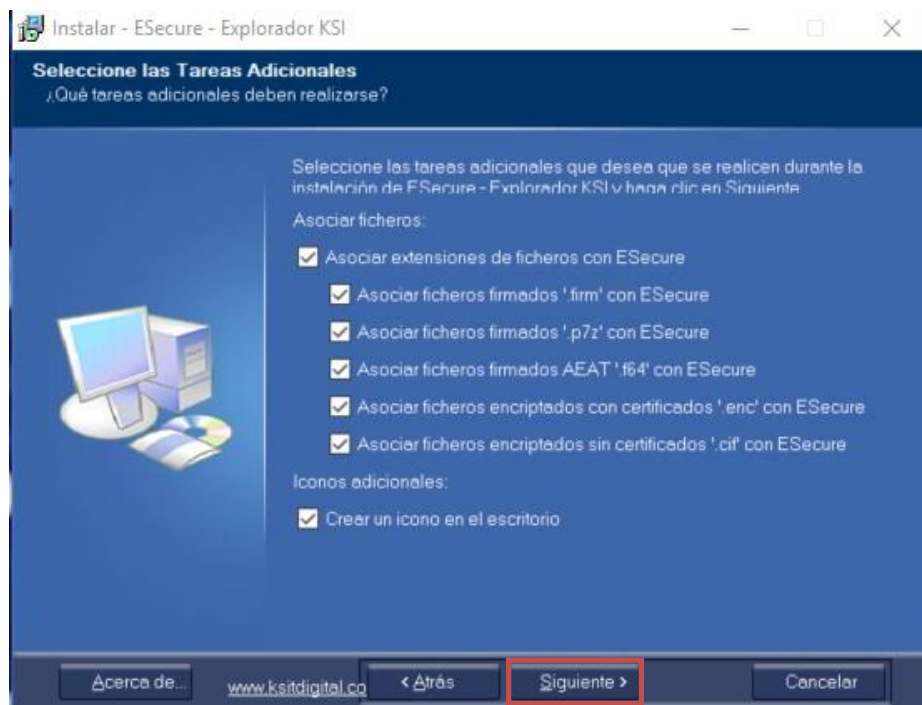 Instalar - ESecure - Explorador KSI
Seleccione las Tareas Adicionales
¿Qué tareas adicionales deben realizarse?
Seleccione las tareas adicionales que desea que se realicen durante la
instalación de ESecure - Explorador KSI y haga clic en Siguiente
Asociar ficheros:
Asociar extensiones de ficheros con ESecure
Asociar ficheros firmados '.firm' con ESecure
Asociar ficheros firmados '.p7z' con ESecure
Asociar ficheros firmados AEAT '.f64' con ESecure
Asociar ficheros encriptados con certificados '.enc' con ESecure
Asociar ficheros encriptados sin certificados '.cif' con ESecure
Iconos adicionales:
Crear un icono en el escritorio
Acerca de... www.ksitdigital.co < Atrás Siguiente > Cancelar